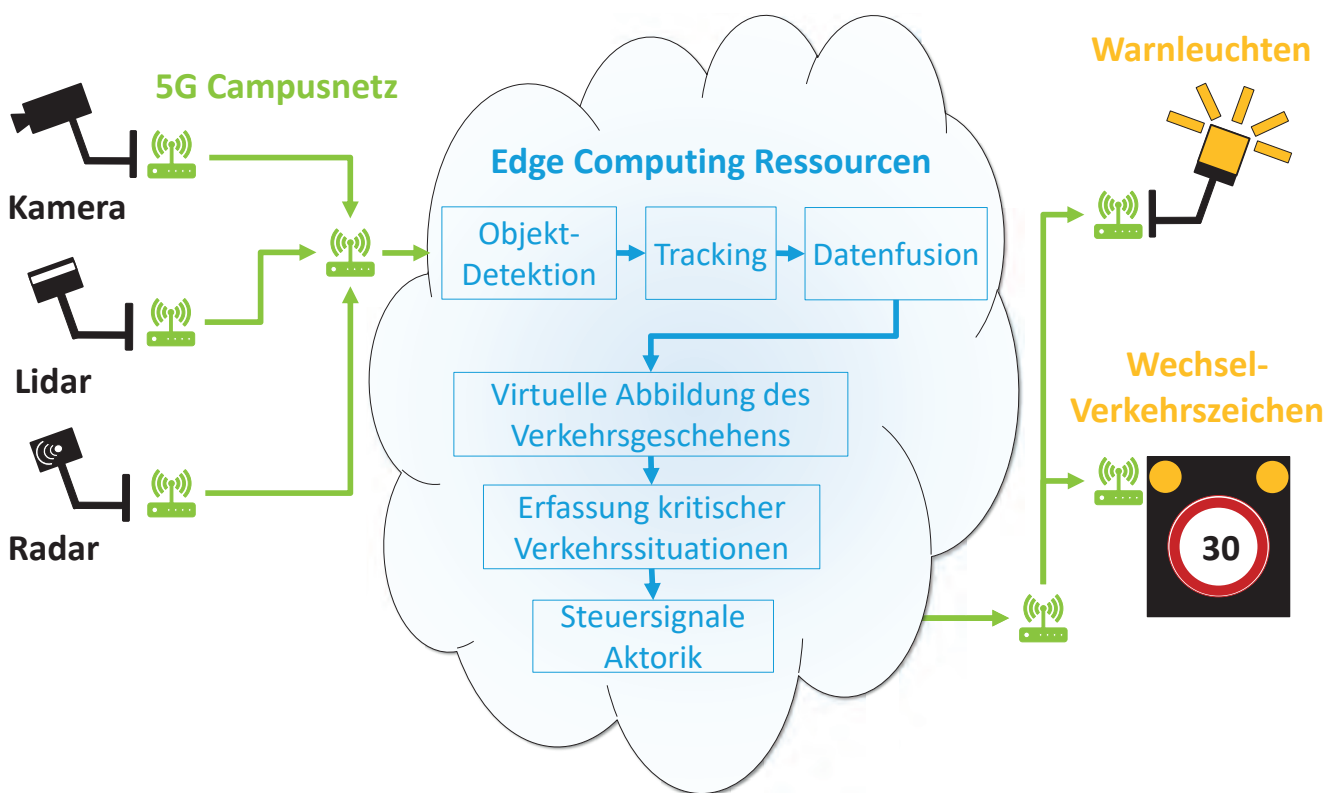 5G Campusnetz
Kamera
Lidar
Radar
Edge Computing Ressourcen
Objekt-
Detektion
Tracking
Datenfusion
Virtuelle Abbildung des
Verkehrsgeschehens
Erfassung kritischer
Verkehrssituationen
Steuersignale
Aktorik
Warnleuchten
Wechsel-
Verkehrszeichen
30